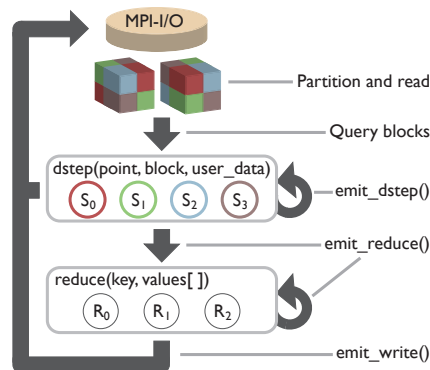 MPI-I/O
Partition and read
Query blocks
dstep(point, block, user_data)
S0 S1 S2 S3
emit_dstep()
emit_reduce()
reduce(key, values[ ])
R0 R1 R2
emit_write()